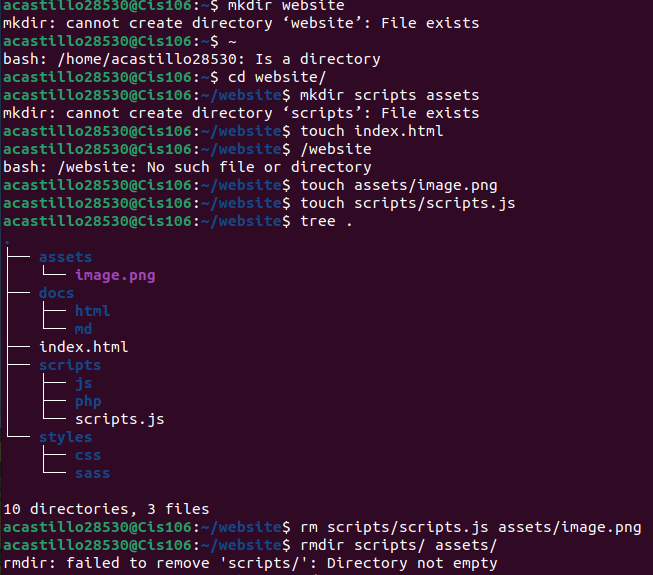 acastillo28530@Cis106:~$ mkdir website
mkdir: cannot create directory ‘website’: File exists
acastillo28530@Cis106:~$ ~
bash: /home/acastillo28530: Is a directory
acastillo28530@Cis106:~$ cd website/
acastillo28530@Cis106:~/website$ mkdir scripts assets
mkdir: cannot create directory ‘scripts’: File exists
acastillo28530@Cis106:~/website$ touch index.html
acastillo28530@Cis106:~/website$ /website
bash: /website: No such file or directory
acastillo28530@Cis106:~/website$ touch assets/image.png
acastillo28530@Cis106:~/website$ touch scripts/scripts.js
acastillo28530@Cis106:~/website$ tree .
.
├── assets
│   └── image.png
├── docs
│   ├── html
│   └── md
├── index.html
├── scripts
│   ├── js
│   ├── php
│   └── scripts.js
└── styles
    ├── css
    └── sass
10 directories, 3 files
acastillo28530@Cis106:~/website$ rm scripts/scripts.js assets/image.png
acastillo28530@Cis106:~/website$ rmdir scripts/ assets/
rmdir: failed to remove 'scripts/': Directory not empty